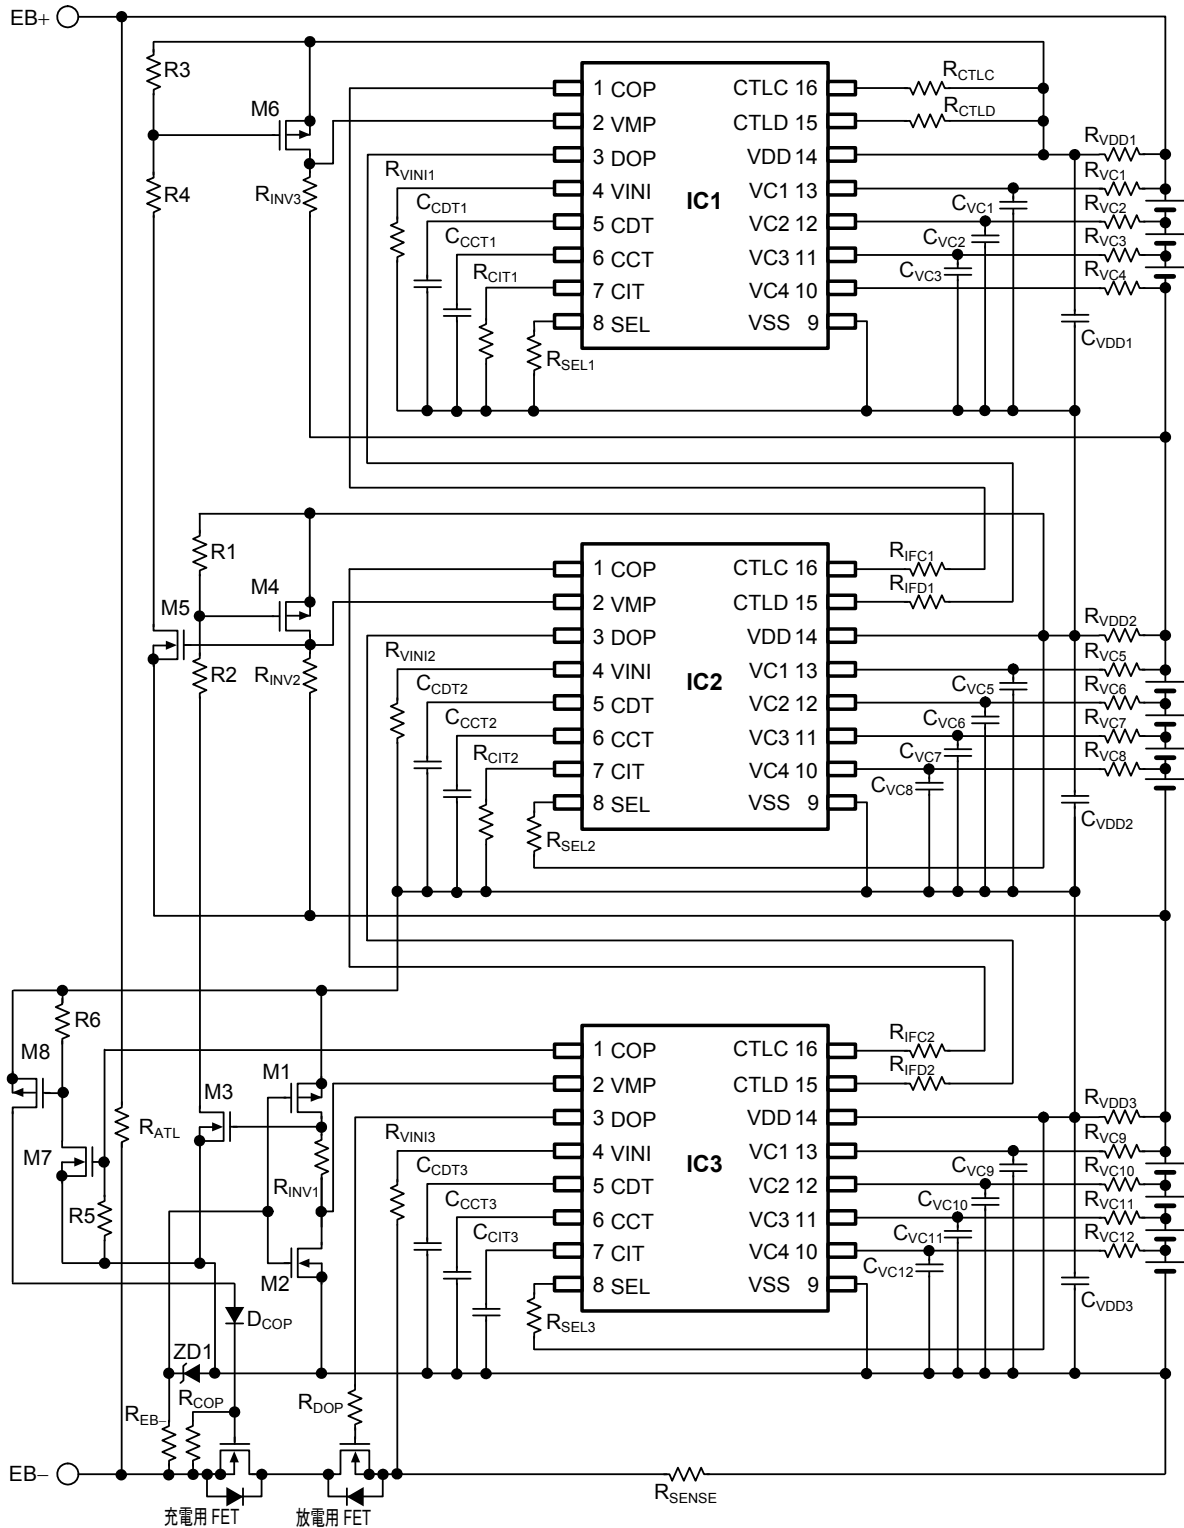 EB+
R3
M6
R4
RINV3
RVINI1
CCDT1
CCCT1
RCIT1
RSEL1
1 COP
2 VMP
3 DOP
4 VINI
5 CDT
6 CCT
7 CIT
8 SEL
IC1
CTLC 16
CTLD 15
VDD 14
VC1 13
VC2 12
VC3 11
VC4 10
VSS 9
RCTLC
RCTLD
RVDD1
RVC1
RVC2
RVC3
RVC4
CVC1
CVC2
CVC3
CVDD1
R1
M4
M5
R2
RINV2
RVINI2
CCDT2
CCCT2
RCIT2
RSEL2
1 COP
2 VMP
3 DOP
4 VINI
5 CDT
6 CCT
7 CIT
8 SEL
IC2
CTLC 16
CTLD 15
VDD 14
VC1 13
VC2 12
VC3 11
VC4 10
VSS 9
RIFC1
RIFD1
RVDD2
RVC5
RVC6
RVC7
RVC8
CVC5
CVC6
CVC7
CVC8
CVDD2
R6
M8
M1
M3
RATL
M7
RINV1
R5
M2
RVINI3
CCDT3
CCCT3
CCIT3
RSEL3
1 COP
2 VMP
3 DOP
4 VINI
5 CDT
6 CCT
7 CIT
8 SEL
IC3
CTLC 16
CTLD 15
VDD 14
VC1 13
VC2 12
VC3 11
VC4 10
VSS 9
RIFC2
RIFD2
RVDD3
RVC9
RVC10
RVC11
RVC12
CVC9
CVC10
CVC11
CVC12
CVDD3
DCOP
ZD1
RCOP
REB−
RDOP
EB−
RSENSE
充電用 FET
放電用 FET